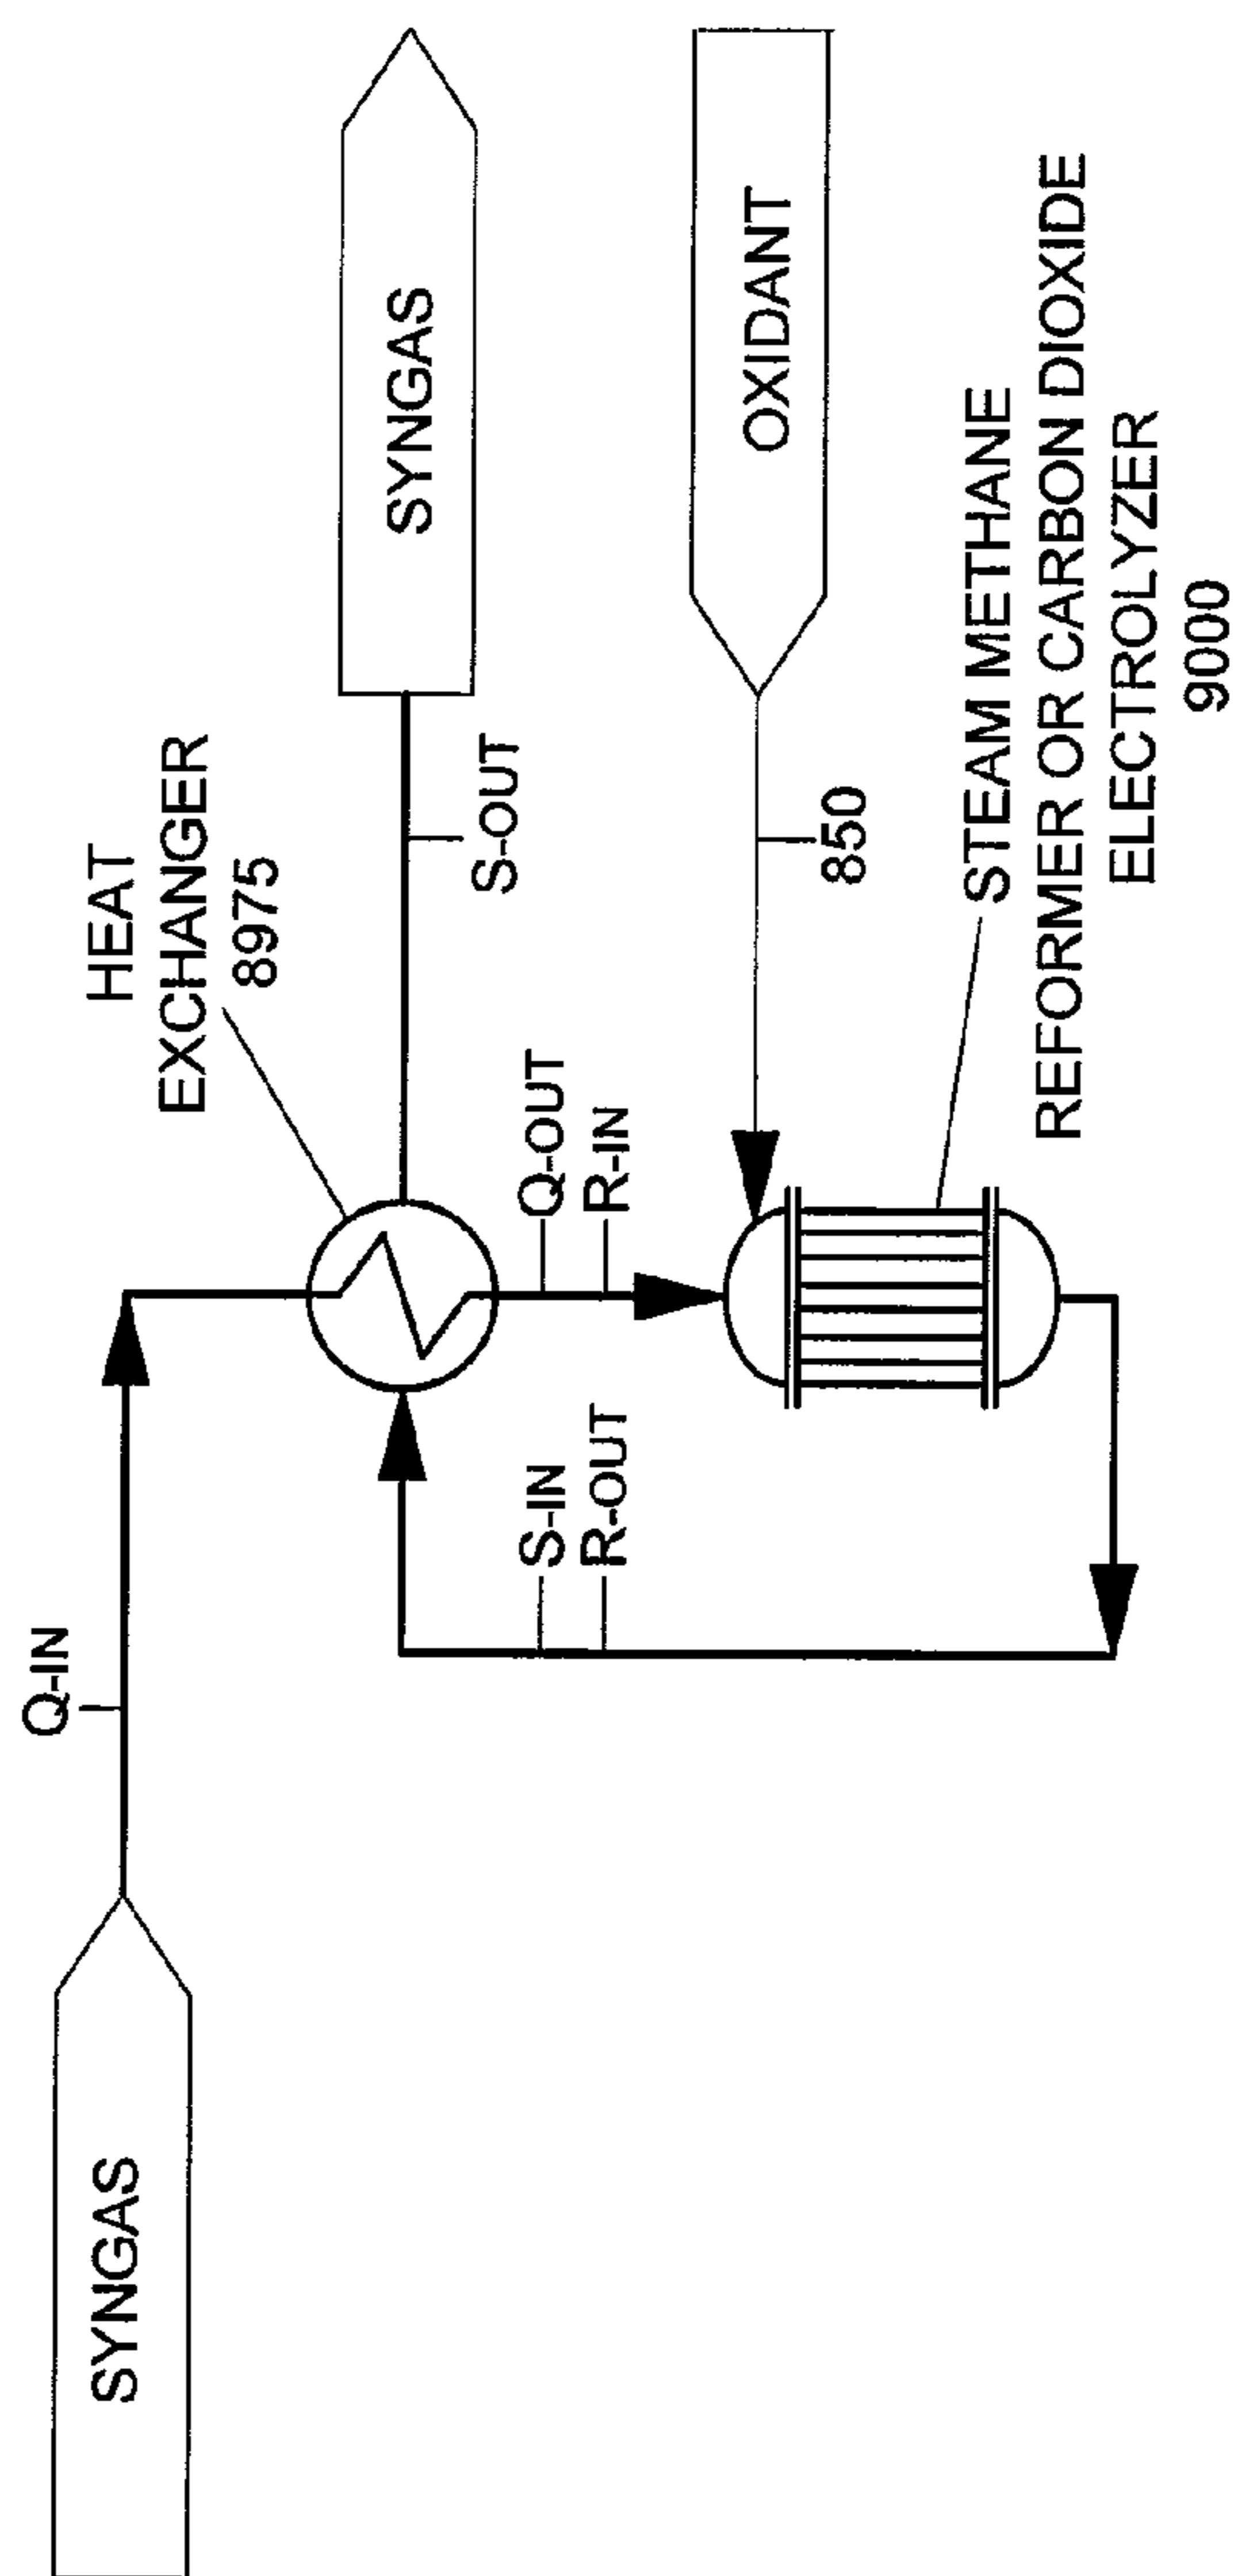 SYNGAS
Q-IN
HEAT
EXCHANGER
8975
SYNGAS
S-OUT
S-IN
R-OUT
Q-OUT
R-IN
OXIDANT
850
STEAM METHANE
REFORMER OR CARBON DIOXIDE
ELECTROLYZER
9000